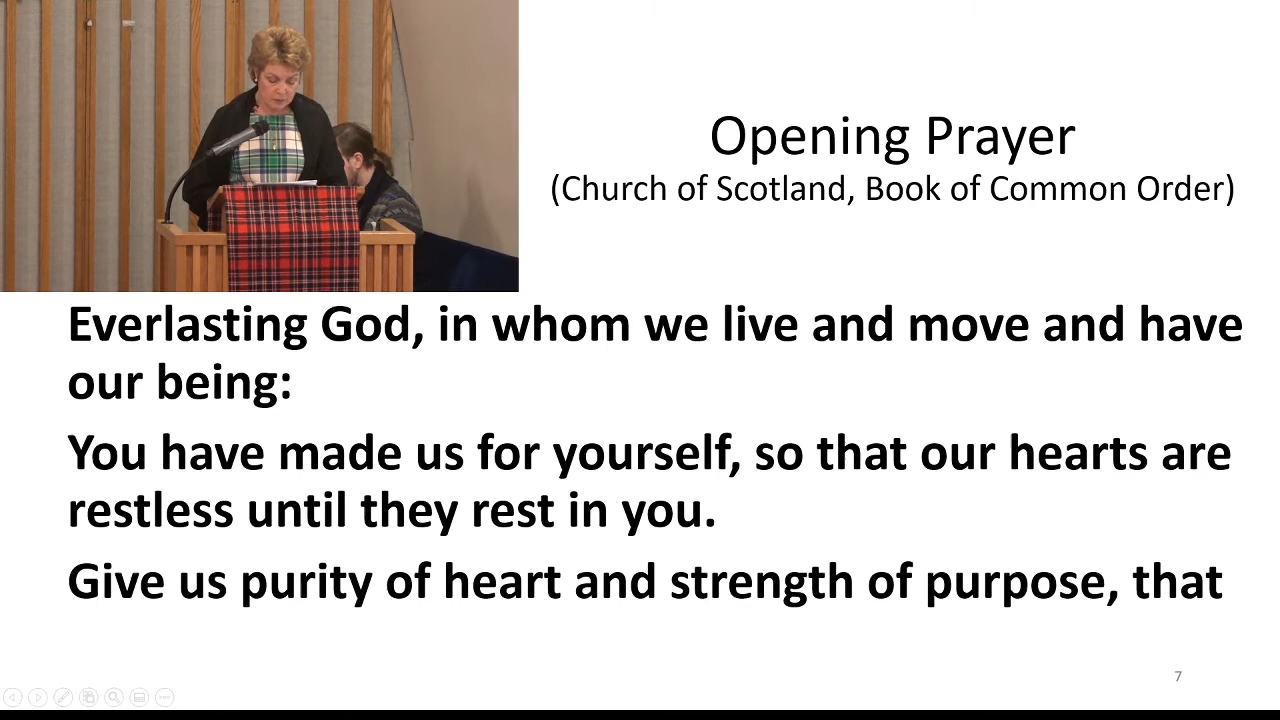 Opening Prayer
(Church of Scotland, Book of Common Order)
Everlasting God, in whom we live and move and have
our being:
You have made us for yourself, so that our hearts are
restless until they rest in you.
Give us purity of heart and strength of purpose, that
7